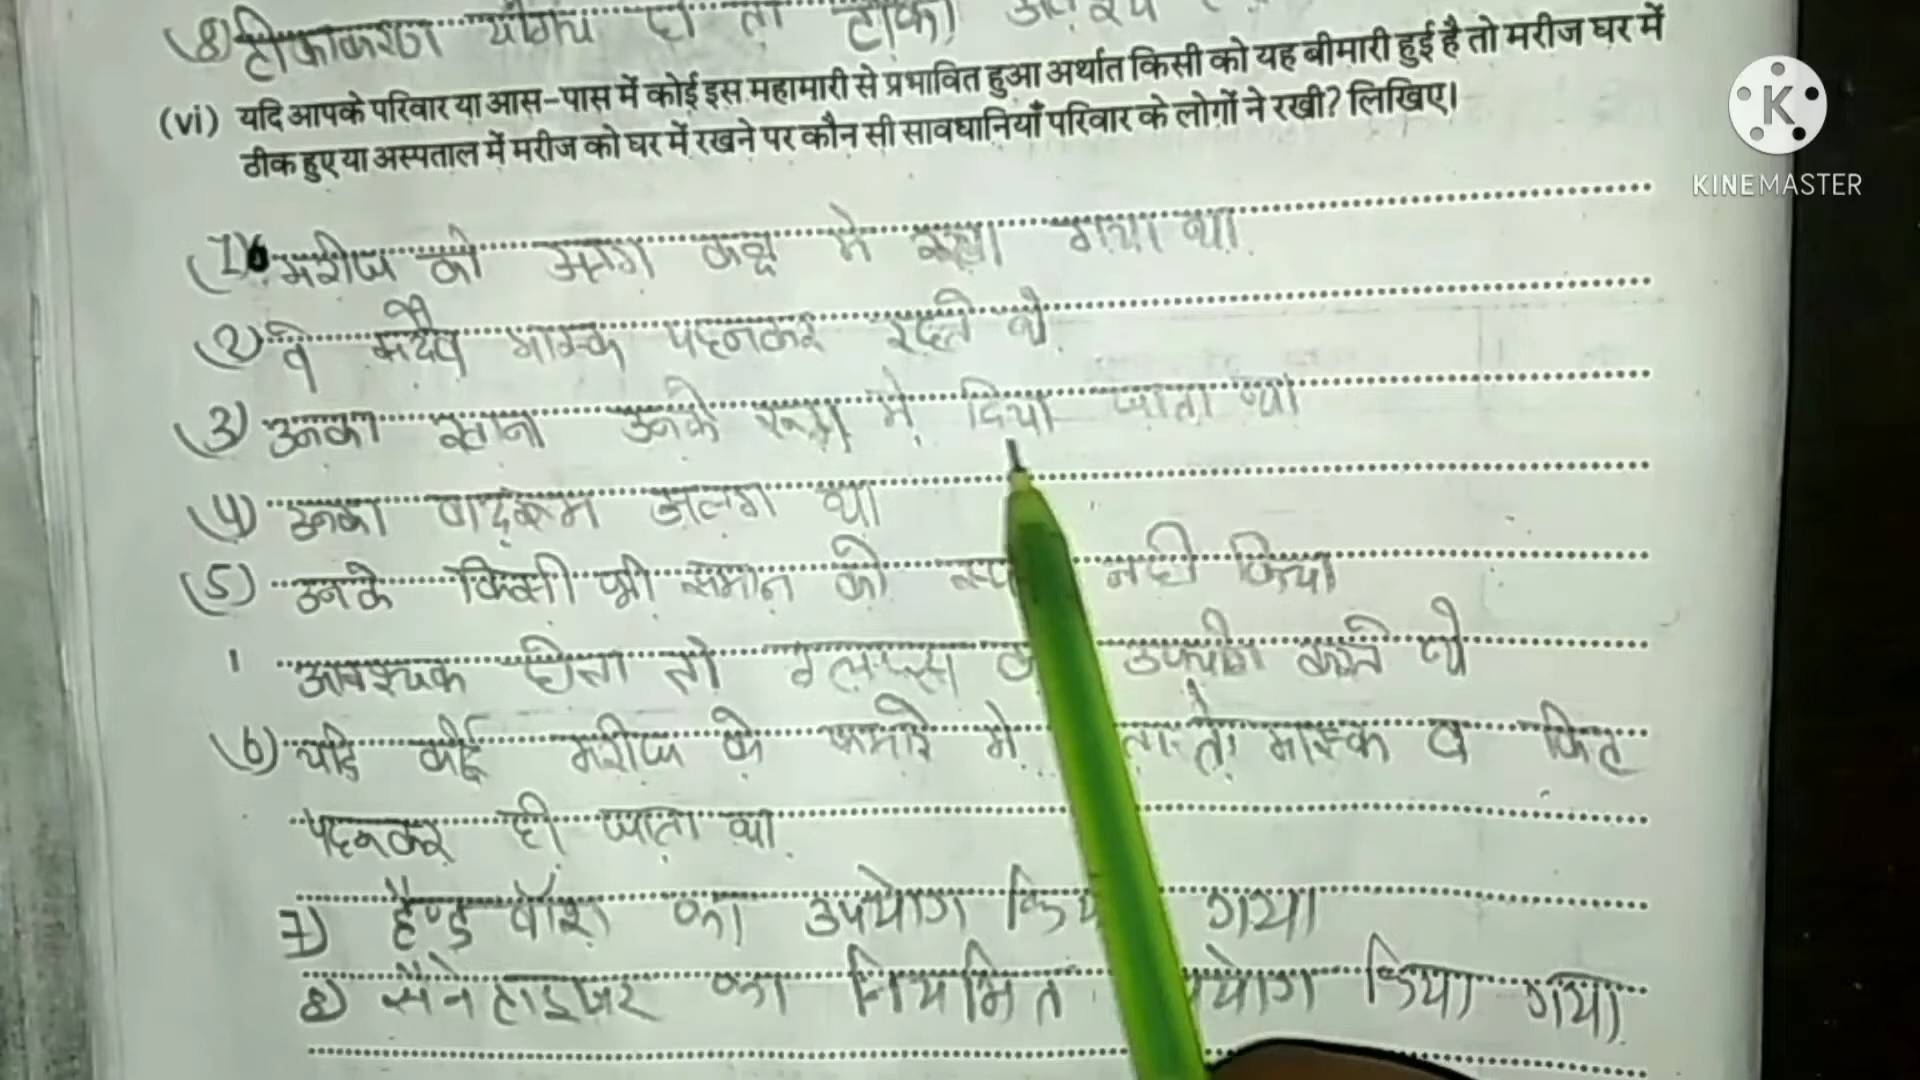 (8) टीकाकरण योग्य हो तो टीका अवश्य
(vi) यदि आपके परिवार या आस-पास में कोई इस महामारी से प्रभावित हुआ अर्थात किसी को यह बीमारी हुई है तो मरीज घर में
ठीक हुए या अस्पताल में मरीज को घर में रखने पर कौन सी सावधानियाँ परिवार के लोगों ने रखी? लिखिए।
K
KINEMASTER
(1) मरीज को अलग कक्ष मे रखा गया था
(2) वे सदैव मास्क पहनकर रहते थे
(3) उनका खाना उनके रूम में दिया जाता था
(4) उनका बाथरूम अलग था
(5) उनके किसी भी समान को नही किया
आवश्यक होता तो ग्लव्स उपयोग करते थे
(6) यदि कोई मरीज के कमरे मे तो मास्क व किट
पहनकर ही जाता था
7) हैण्ड वॉश का उपयोग गया
8) सैनेटाइजर का नियमित किया गया